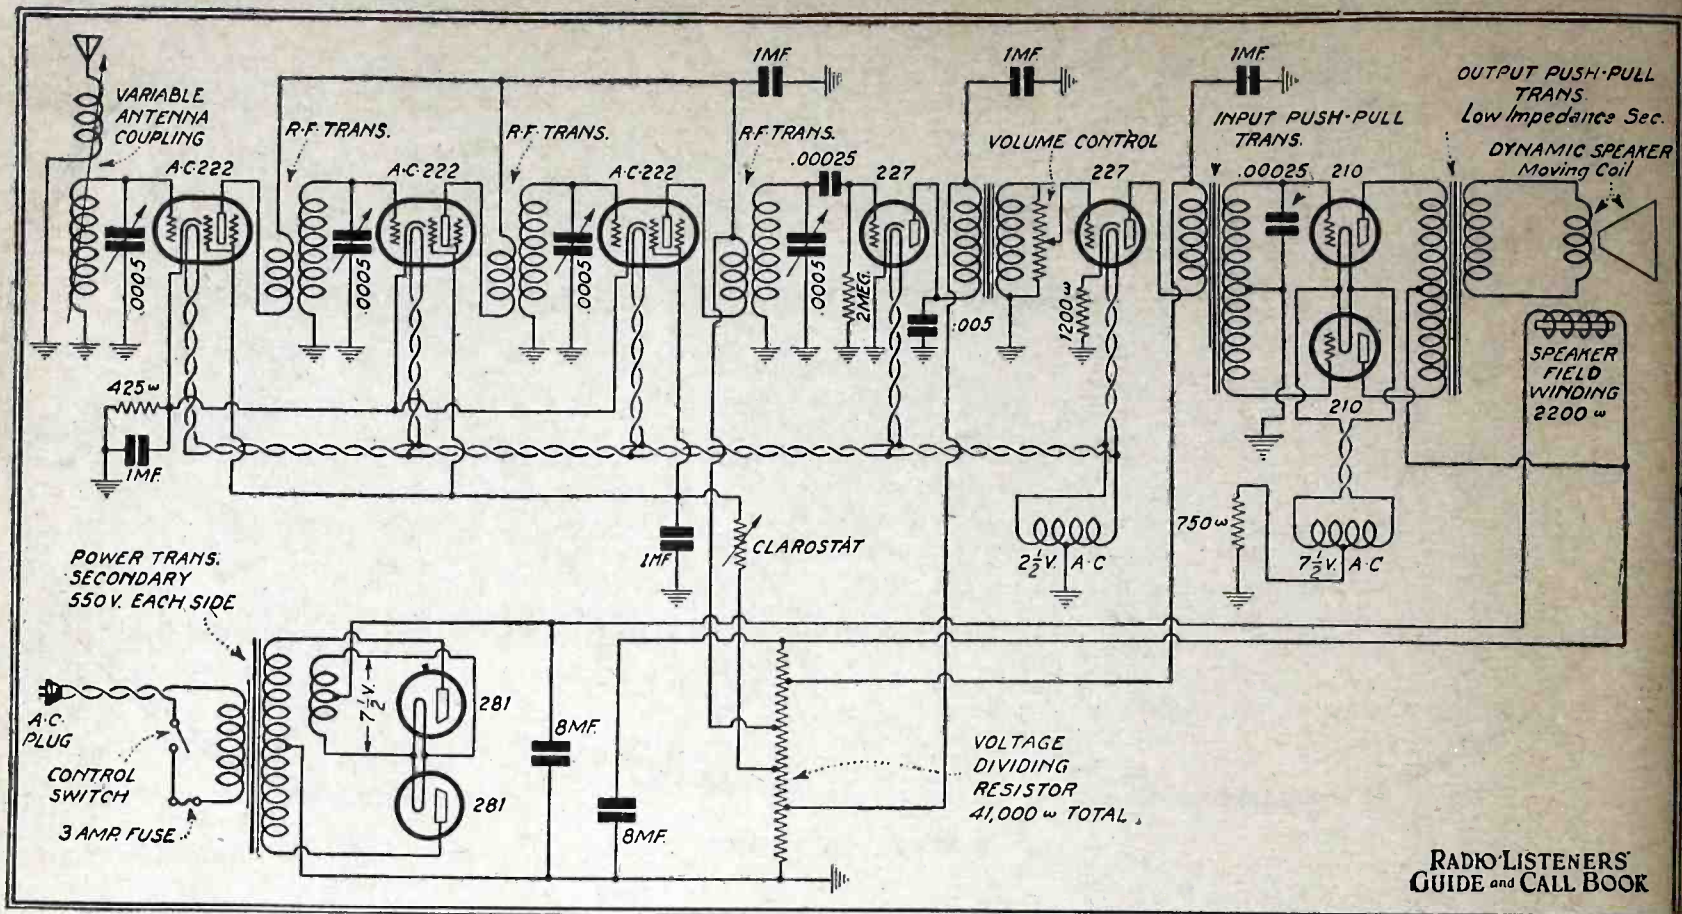 1MF.
1MF.
1MF.
OUTPUT PUSH-PULL
TRANS.
Low Impedance Sec.
VARIABLE
ANTENNA
COUPLING
R·F·TRANS.
R·F·TRANS.
R·F·TRANS.
VOLUME CONTROL
INPUT PUSH-PULL
TRANS.
DYNAMIC SPEAKER
Moving Coil
A·C·222
A·C·222
A·C·222
.00025
227
227
.00025
210
.0005
.0005
.0005
.0005
2MEG.
.005
1200 ω
SPEAKER
FIELD
WINDING
2200 ω
425 ω
210
1MF.
1MF
CLAROSTAT
2½V. A·C
750 ω
7½V. A·C
POWER TRANS.
SECONDARY
550V. EACH SIDE
7½V.
281
281
A.C.
PLUG
CONTROL
SWITCH
3 AMP. FUSE
8MF.
8MF.
VOLTAGE
DIVIDING
RESISTOR
41,000 ω TOTAL
RADIO·LISTENERS'
GUIDE and CALL BOOK